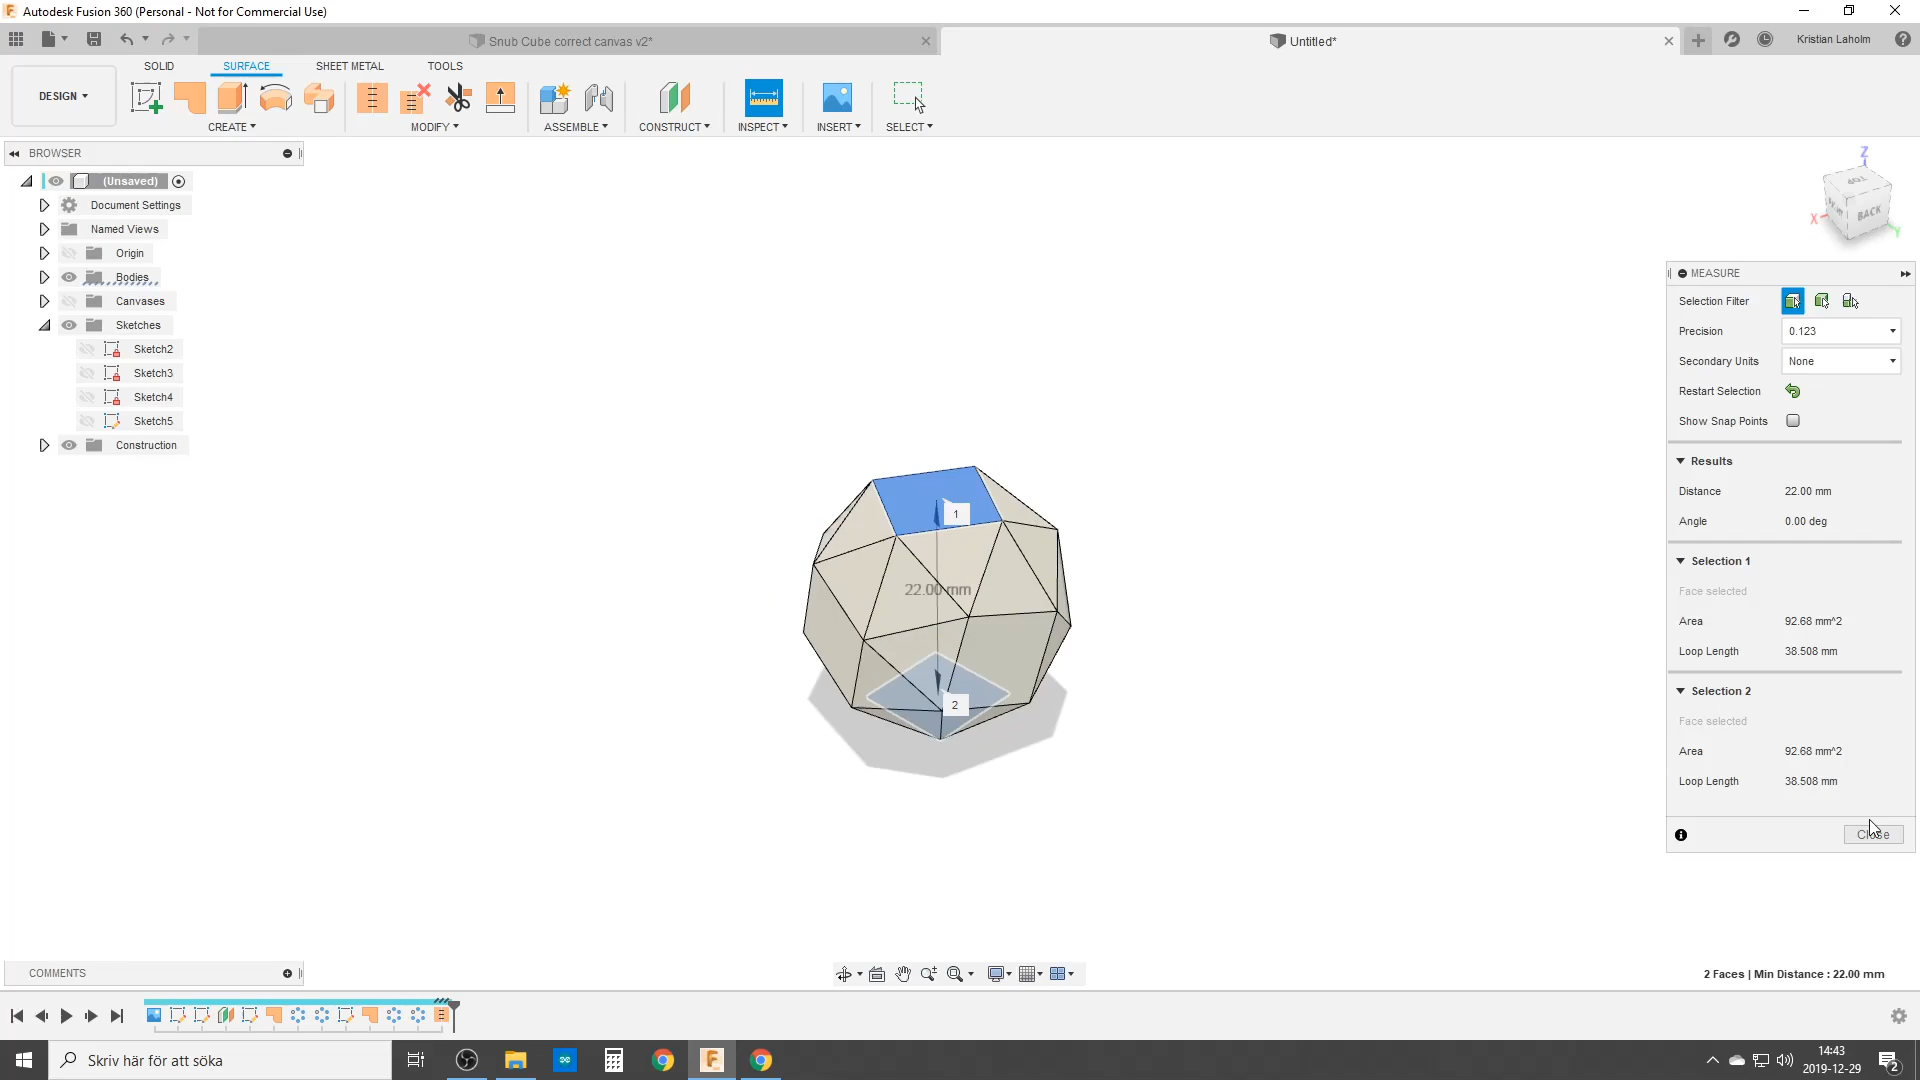 Autodesk Fusion 360 (Personal - Not for Commercial Use)
Snub Cube correct canvas v2*
Untitled*
Kristian Laholm
DESIGN
SOLID
SURFACE
SHEET METAL
TOOLS
CREATE
MODIFY
ASSEMBLE
CONSTRUCT
INSPECT
INSERT
SELECT
BROWSER
(Unsaved)
Document Settings
Named Views
Origin
Bodies
Canvases
Sketches
Sketch2
Sketch3
Sketch4
Sketch5
Construction
Z
TOP
BACK
X
Y
1
22.00 mm
2
MEASURE
Selection Filter
Precision 0.123
Secondary Units None
Restart Selection
Show Snap Points
Results
Distance 22.00 mm
Angle 0.00 deg
Selection 1
Face selected
Area 92.68 mm^2
Loop Length 38.508 mm
Selection 2
Face selected
Area 92.68 mm^2
Loop Length 38.508 mm
Close
COMMENTS
2 Faces | Min Distance : 22.00 mm
Skriv här för att söka
14:43
2019-12-29
2